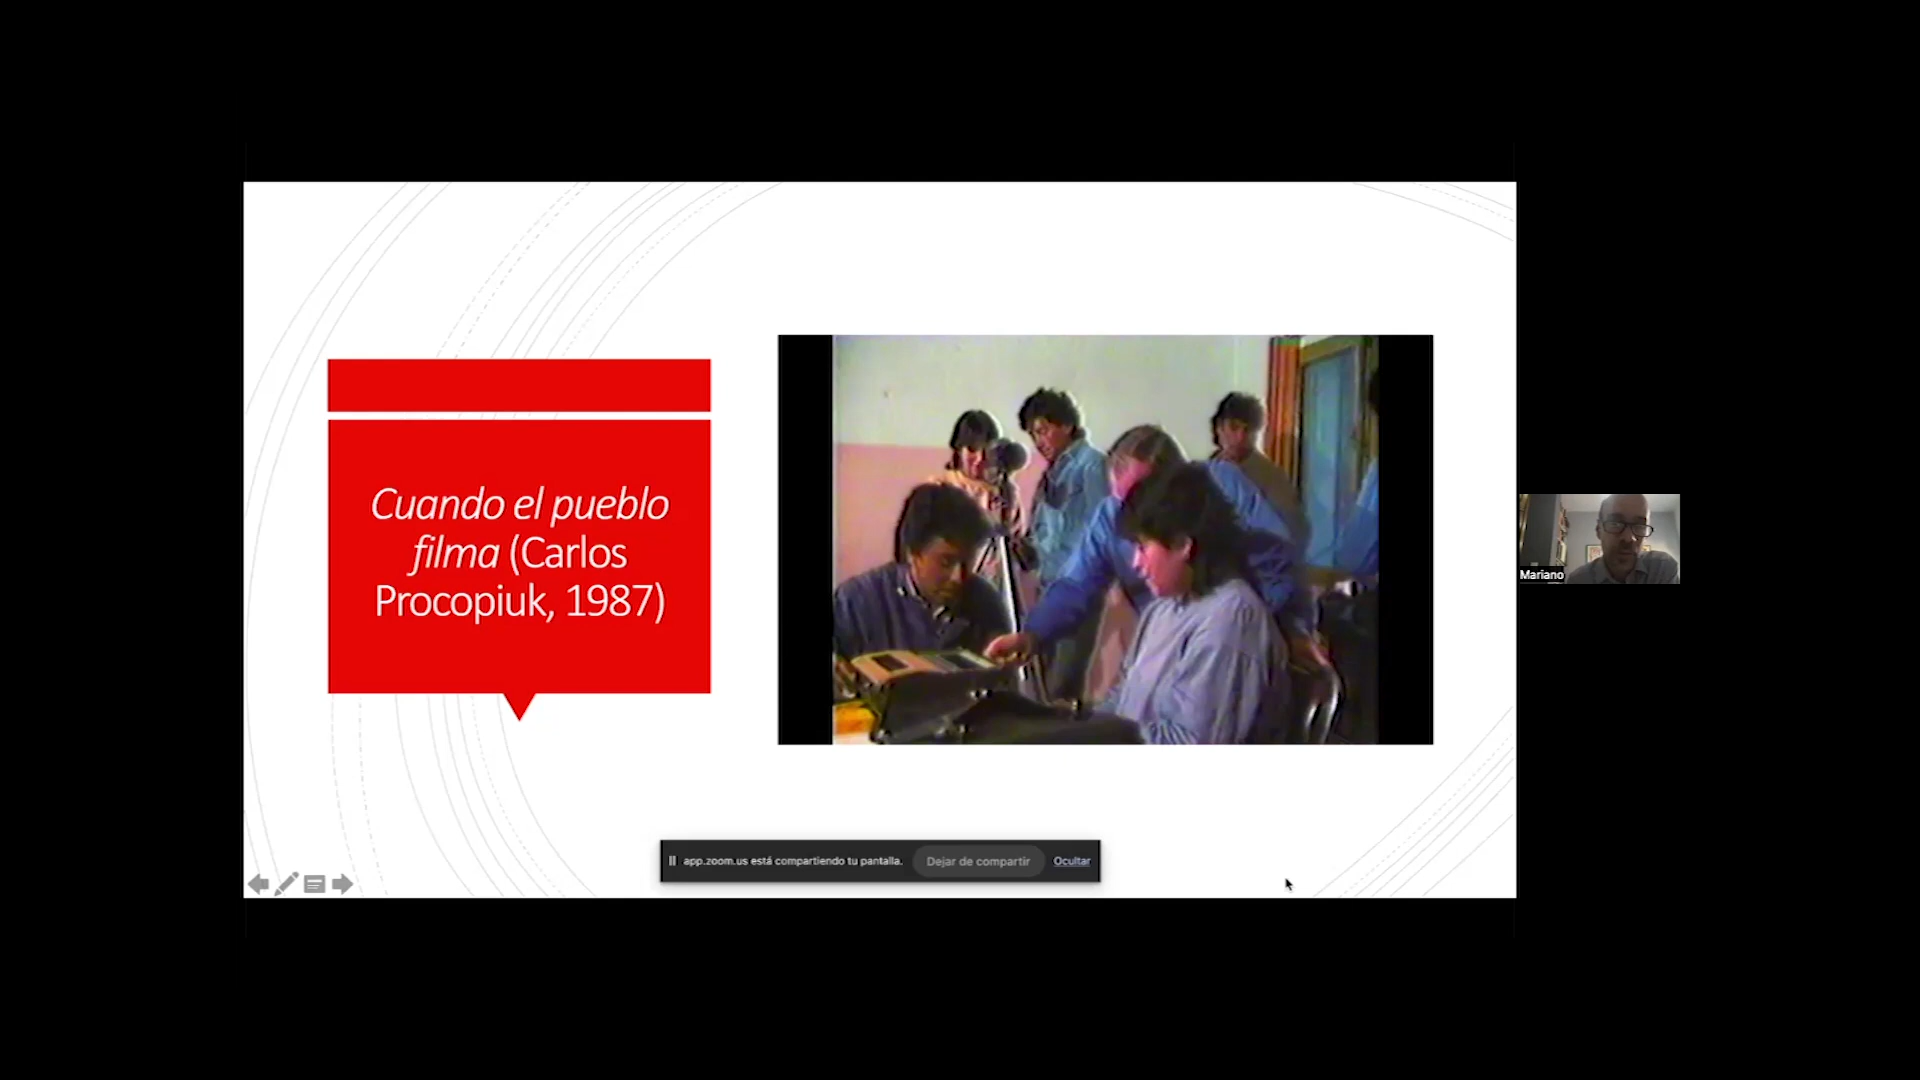 Cuando el pueblo
filma (Carlos
Procopiuk, 1987)
Mariano
app.zoom.us está compartiendo tu pantalla.
Dejar de compartir
Ocultar